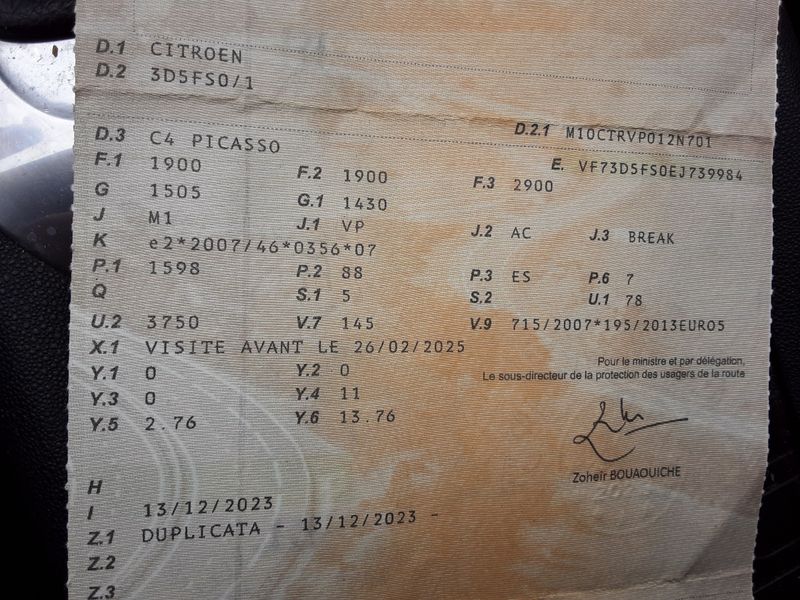 D.1 CITROEN
D.2 3D5FS0/1
D.2.1 M10CTRVP012N701
D.3 C4 PICASSO
E. VF73D5FS0EJ739984
F.1 1900 F.2 1900 F.3 2900
G 1505 G.1 1430
J M1 J.1 VP J.2 AC J.3 BREAK
K e2*2007/46*0356*07
P.1 1598 P.2 88 P.3 ES P.6 7
Q S.1 5 S.2 U.1 78
U.2 3750 V.7 145 V.9 715/2007*195/2013EURO5
X.1 VISITE AVANT LE 26/02/2025
Pour le ministre et par délégation,
Le sous-directeur de la protection des usagers de la route
Y.1 0 Y.2 0
Y.3 0 Y.4 11
Y.5 2.76 Y.6 13.76
Zoheir BOUAOUICHE
H
I 13/12/2023
Z.1 DUPLICATA - 13/12/2023 -
Z.2
Z.3